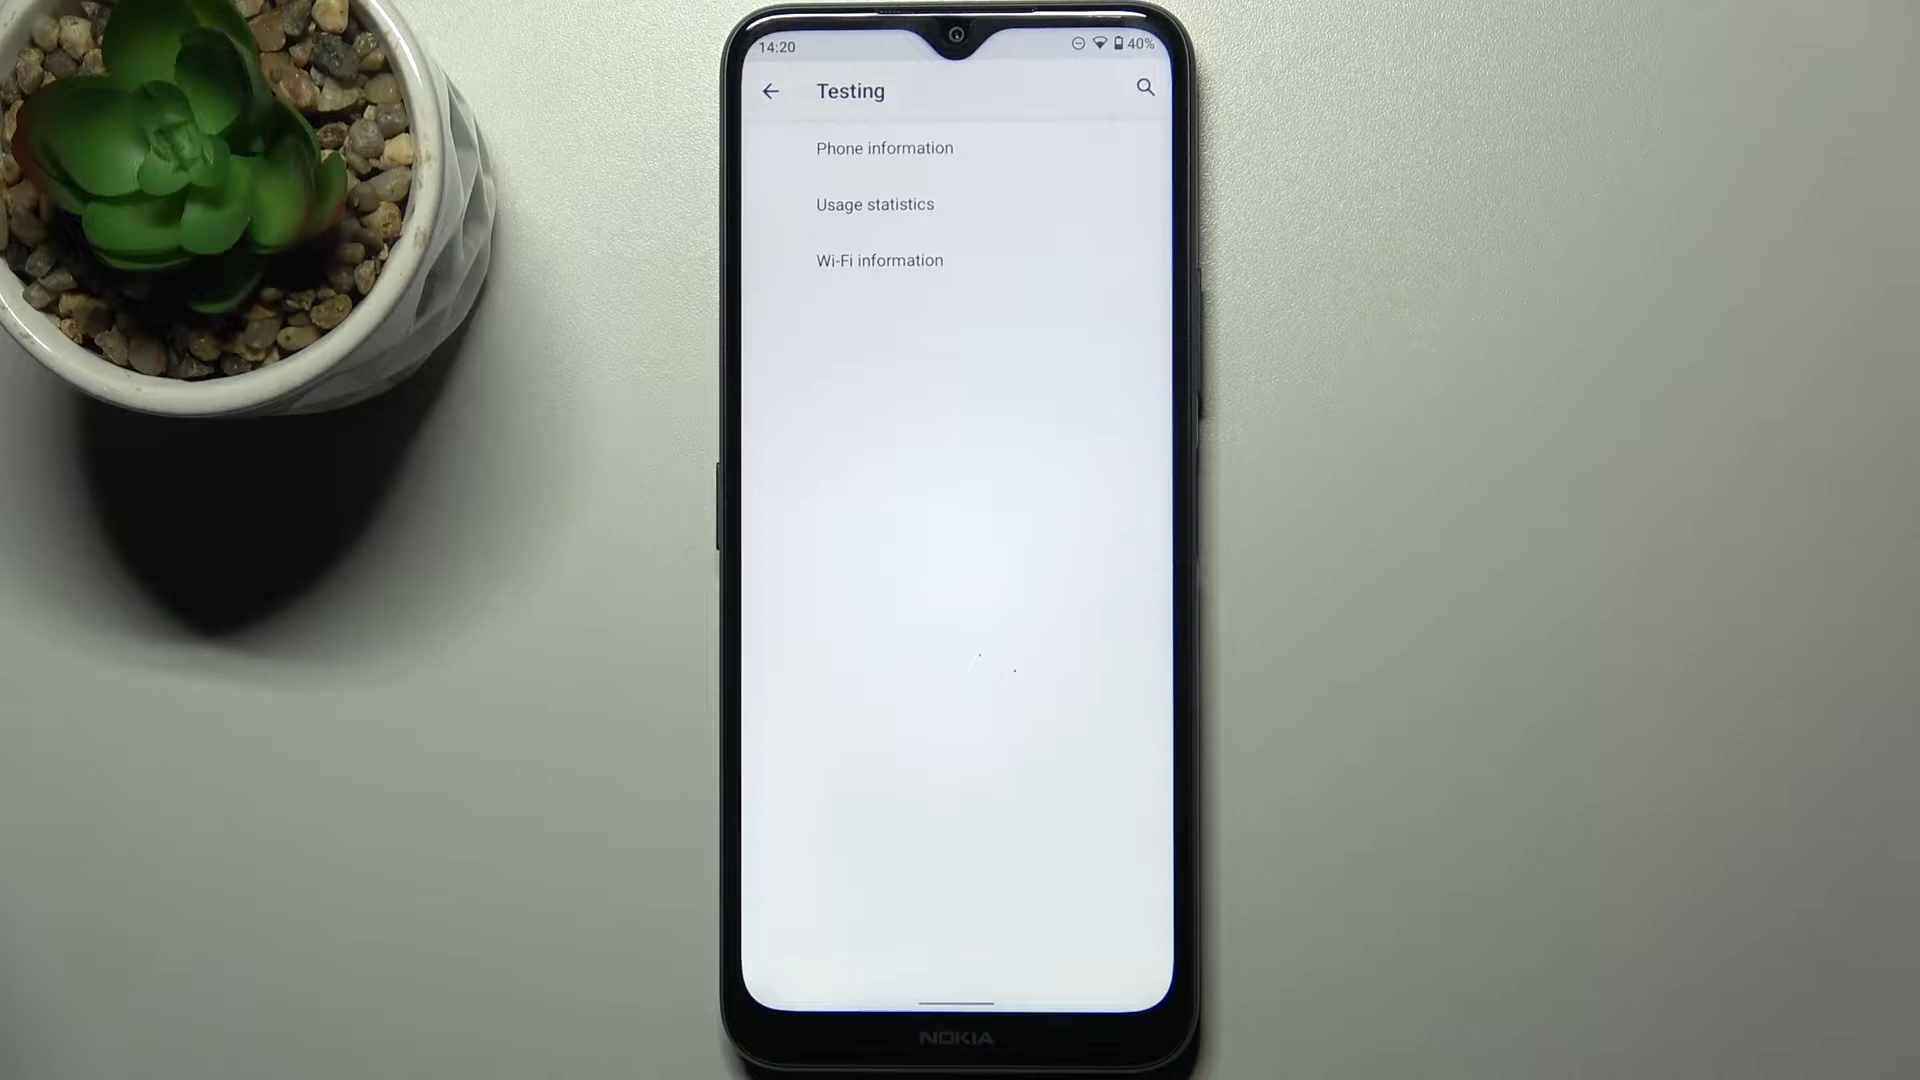 14:20
40%
Testing
Phone information
Usage statistics
Wi-Fi information
NOKIA